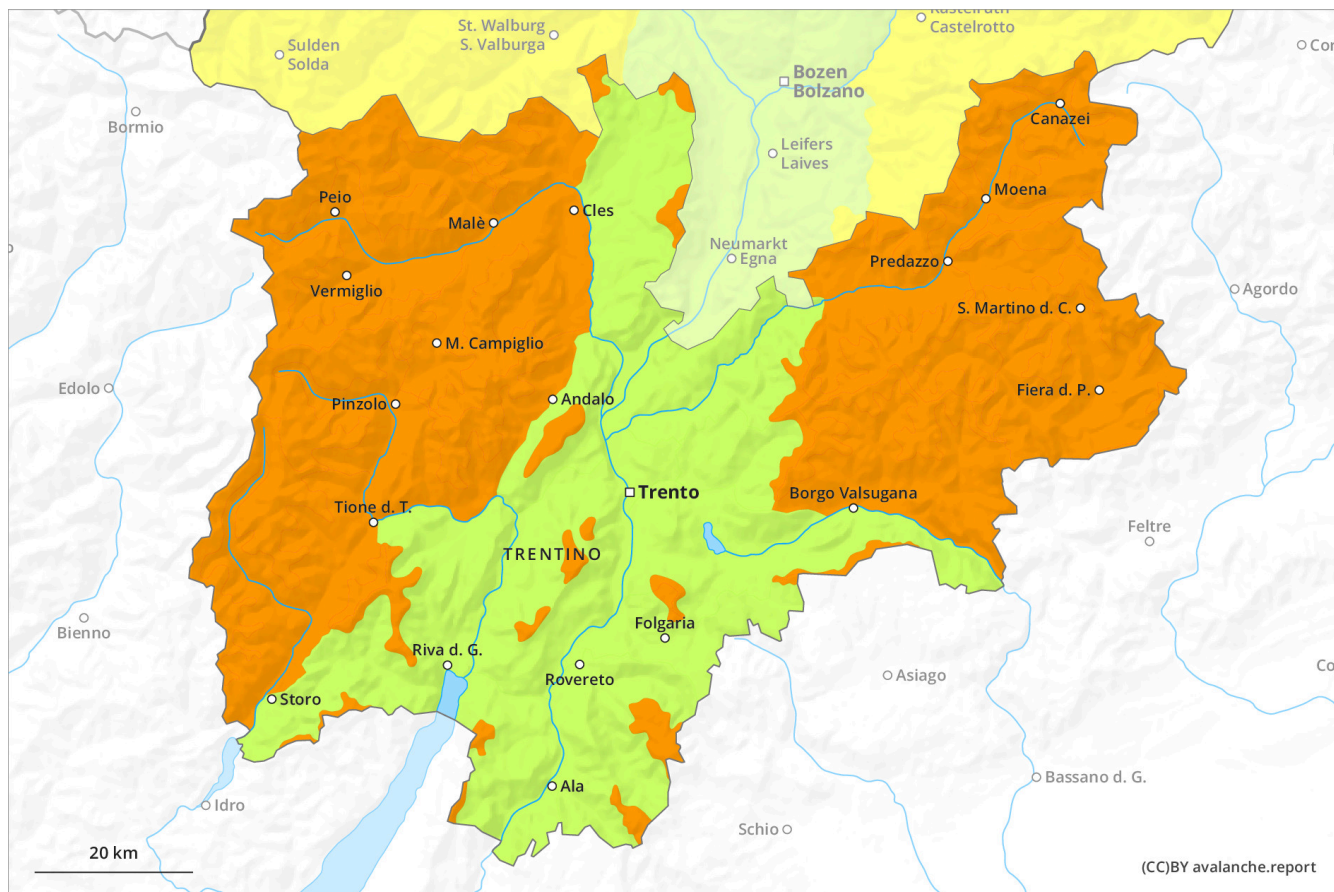 Kastelruth
Castelrotto
St. Walburg
S. Valburga
Sulden
Solda
Cor
Bozen
Bolzano
Bormio
Canazei
Leifers
Laives
Peio
Malè
Cles
Moena
Neumarkt
Egna
Predazzo
Vermiglio
Agordo
S. Martino d. C.
M. Campiglio
Edolo
Fiera d. P.
Pinzolo
Andalo
Trento
Borgo Valsugana
Tione d. T.
Feltre
TRENTINO
Bienno
Folgaria
Riva d. G.
Asiago
Rovereto
Co
Storo
Bassano d. G.
Ala
Idro
Schio
20 km
(CC)BY avalanche.report